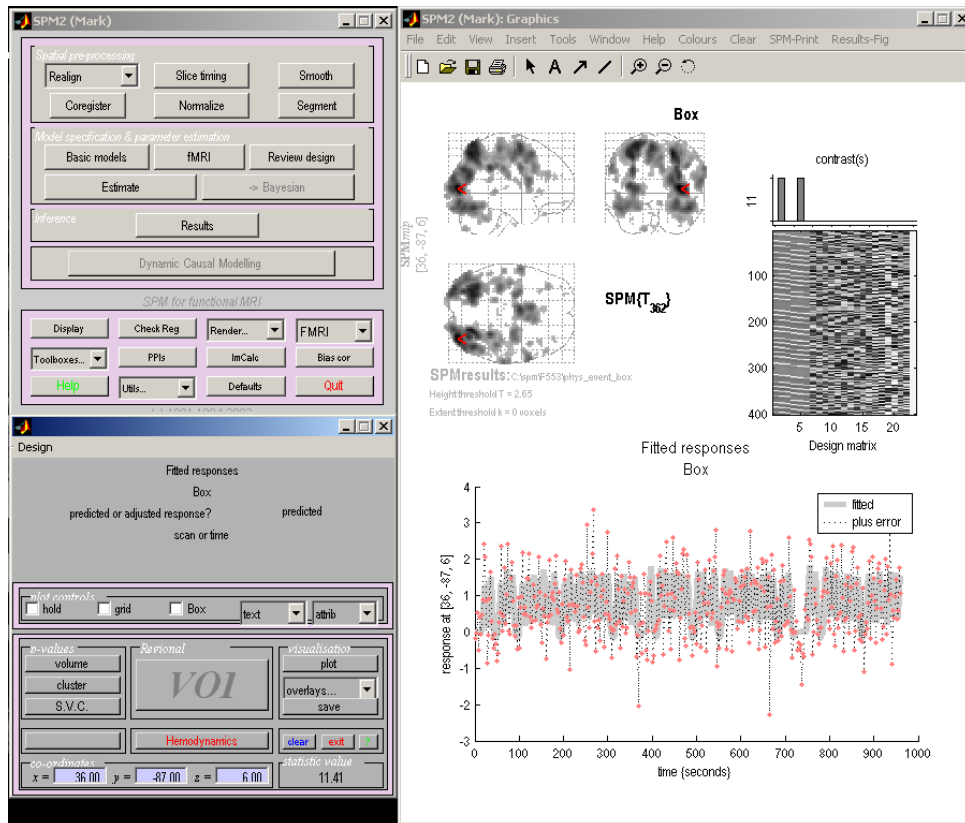 SPM2 (Mark)
Spatial pre-processing
Realign Slice timing Smooth
Coregister Normalize Segment
Model specification & parameter estimation
Basic models fMRI Review design
Estimate -> Bayesian
Inference
Results
Dynamic Causal Modelling
SPM for functional MRI
Display Check Reg Render... FMRI
Toolboxes... PPIs ImCalc Bias cor
Help Utils... Defaults Quit
Design
Fitted responses
Box
predicted or adjusted response? predicted
scan or time
plot controls
hold grid Box text attrib
p-values Regional visualisation
volume VOI plot
cluster overlays...
S.V.C. save
Hemodynamics clear exit ?
co-ordinates statistic value
x = 36.00 y = -87.00 z = 6.00 11.41
SPM2 (Mark): Graphics
File Edit View Insert Tools Window Help Colours Clear SPM-Print Results-Fig
Box
contrast(s)
11
SPMmip
[36, -87, 6]
100
200
300
400
5 10 15 20
Design matrix
SPM{T362}
SPMresults: C:\spm\F553\phys_event_box
Height threshold T = 2.65
Extent threshold k = 0 voxels
Fitted responses
Box
fitted
plus error
response at [36, -87, 6]
4
3
2
1
0
-1
-2
-3
0 100 200 300 400 500 600 700 800 900 1000
time {seconds}